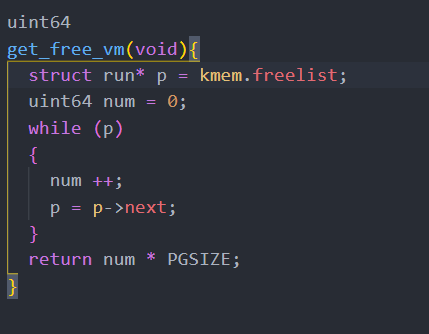 uint64
get_free_vm(void){
  struct run* p = kmem.freelist;
  uint64 num = 0;
  while (p)
  {
    num ++;
    p = p->next;
  }
  return num * PGSIZE;
}